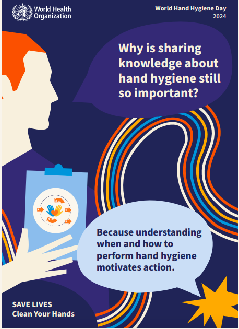 World Health
Organization
World Hand Hygiene Day
2024
Why is sharing
knowledge about
hand hygiene still
so important?
Because understanding
when and how to
perform hand hygiene
motivates action.
SAVE LIVES
Clean Your Hands